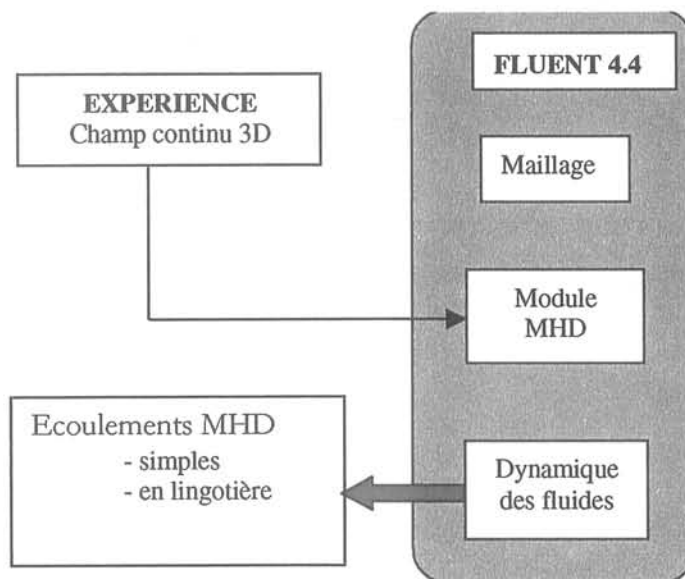 EXPERIENCE
Champ continu 3D
FLUENT 4.4
Maillage
Module
MHD
Ecoulements MHD
- simples
- en lingotière
Dynamique
des fluides